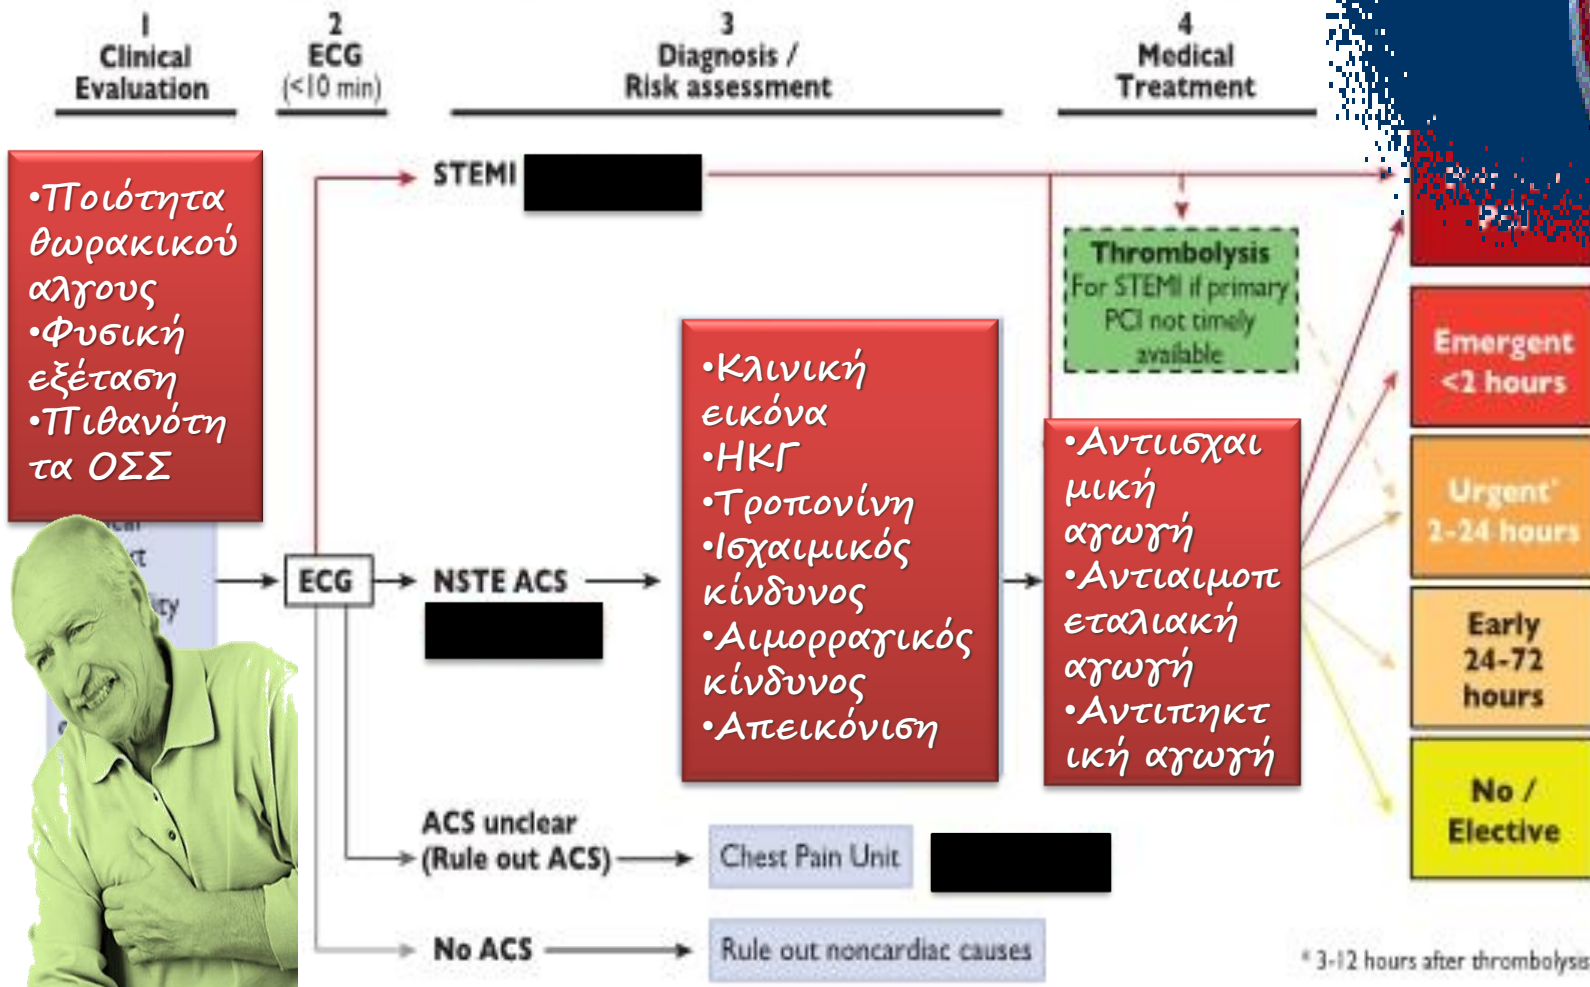 1
Clinical
Evaluation
2
ECG
(<10 min)
3
Diagnosis /
Risk assessment
4
Medical
Treatment
•Ποιότητα
θωρακικού
αλγους
•Φυσική
εξέταση
•Πιθανότη
τα ΟΣΣ
STEMI
Thrombolysis
For STEMI if primary
PCI not timely
available
Emergent
<2 hours
Urgent*
2-24 hours
Early
24-72
hours
No /
Elective
•Κλινική
εικόνα
•ΗΚΓ
•Τροπονίνη
•Ισχαιμικός
κίνδυνος
•Αιμορραγικός
κίνδυνος
•Απεικόνιση
•Αντιισχαι
μική
αγωγή
•Αντιαιμοπ
εταλιακή
αγωγή
•Αντιπηκτ
ική αγωγή
ECG
NSTE ACS
ACS unclear
(Rule out ACS)
Chest Pain Unit
No ACS
Rule out noncardiac causes
* 3-12 hours after thrombolysis